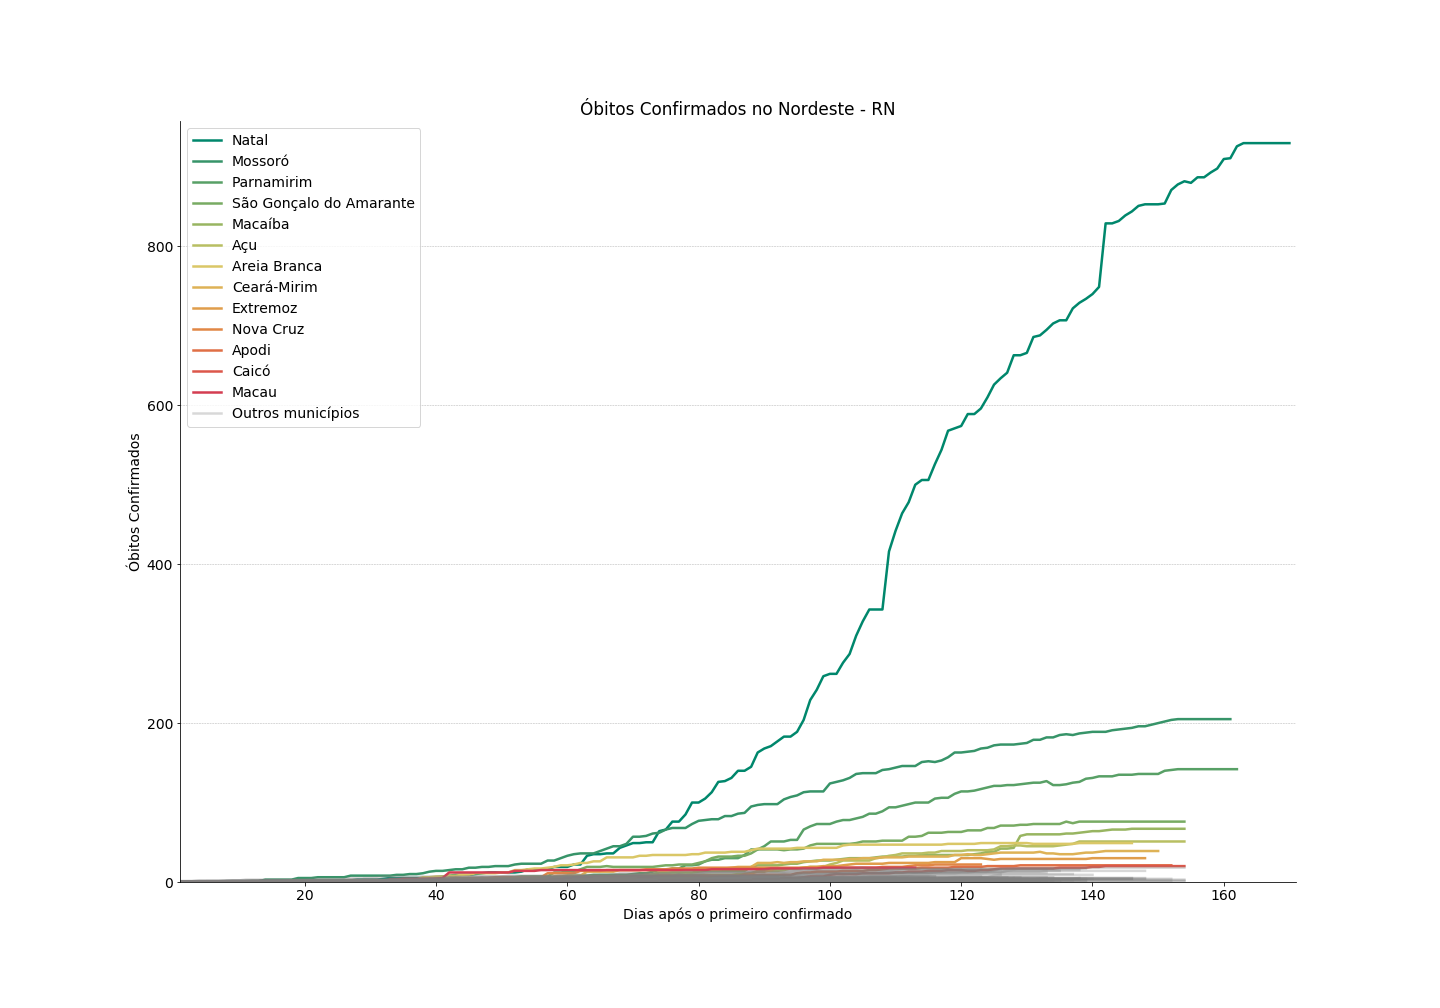 Óbitos Confirmados no Nordeste - RN
Natal
Mossoró
Parnamirim
São Gonçalo do Amarante
Macaíba
Açu
Areia Branca
Ceará-Mirim
Extremoz
Nova Cruz
Apodi
Caicó
Macau
Outros municípios
800
600
400
200
0
Óbitos Confirmados
20 40 60 80 100 120 140 160
Dias após o primeiro confirmado